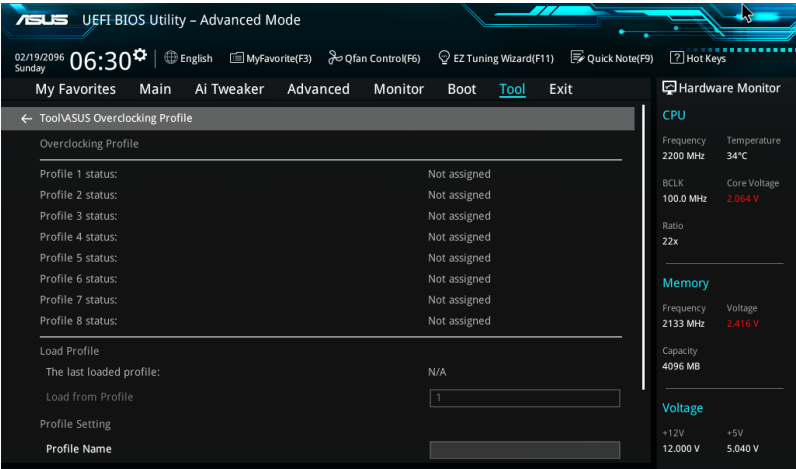 ASUS UEFI BIOS Utility – Advanced Mode
02/19/2096
Sunday
06:30
English MyFavorite(F3) Qfan Control(F6) EZ Tuning Wizard(F11) Quick Note(F9) ? Hot Keys
My Favorites Main Ai Tweaker Advanced Monitor Boot Tool Exit
Hardware Monitor
Tool\ASUS Overclocking Profile
Overclocking Profile
Profile 1 status: Not assigned
Profile 2 status: Not assigned
Profile 3 status: Not assigned
Profile 4 status: Not assigned
Profile 5 status: Not assigned
Profile 6 status: Not assigned
Profile 7 status: Not assigned
Profile 8 status: Not assigned
Load Profile
The last loaded profile: N/A
Load from Profile 1
Profile Setting
Profile Name
CPU
Frequency Temperature
2200 MHz 34°C
BCLK Core Voltage
100.0 MHz 2.064 V
Ratio
22x
Memory
Frequency Voltage
2133 MHz 2.416 V
Capacity
4096 MB
Voltage
+12V +5V
12.000 V 5.040 V